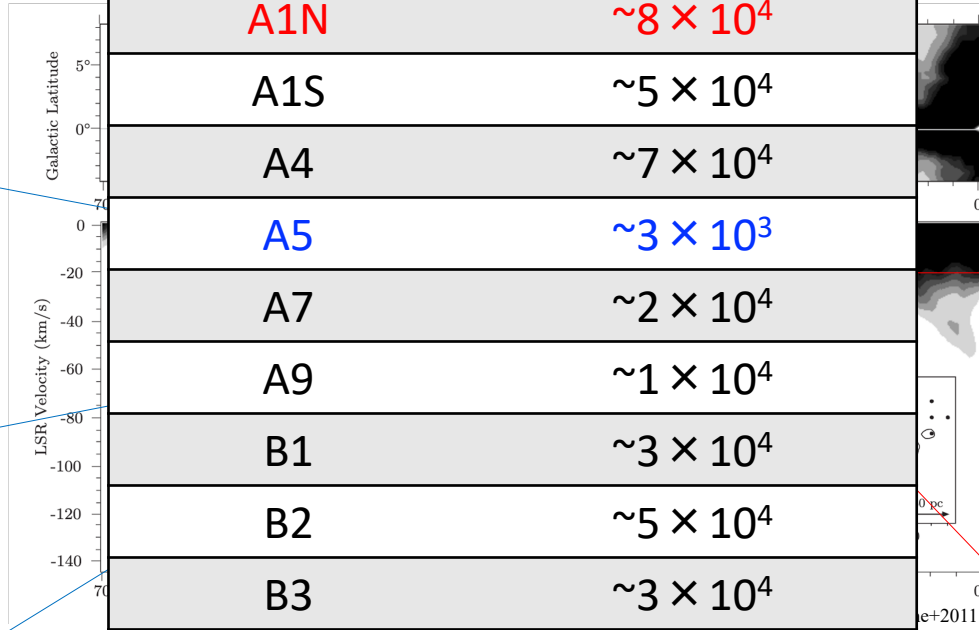 A1N ~8 × 10⁴
Galactic Latitude
5°
0°
A1S ~5 × 10⁴
A4 ~7 × 10⁴
70
0
A5 ~3 × 10³
LSR Velocity (km/s)
0
-20
-40
-60
-80
-100
-120
-140
A7 ~2 × 10⁴
A9 ~1 × 10⁴
B1 ~3 × 10⁴
B2 ~5 × 10⁴
0 pc
B3 ~3 × 10⁴
70
0
e+2011